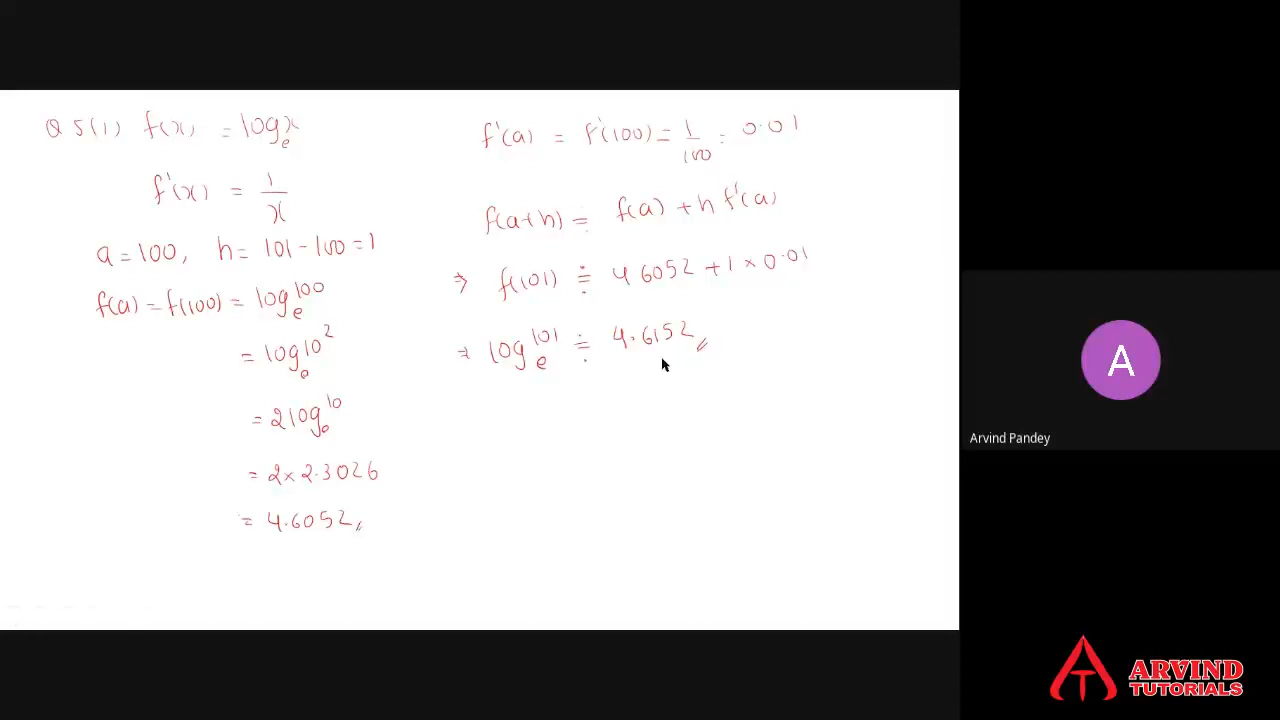 Q 5(1) f(x) = log_e x
f'(x) = 1/x
a = 100, h = 101 - 100 = 1
f(a) = f(100) = log_e 100
= log_e 10^2
= 2 log_e 10
= 2 × 2.3026
= 4.6052
f'(a) = f'(100) = 1/100 = 0.01
f(a+h) ≑ f(a) + h f'(a)
⇒ f(101) ≑ 4.6052 + 1 × 0.01
⇒ log_e 101 ≑ 4.6152
A
Arvind Pandey
ARVIND
TUTORIALS